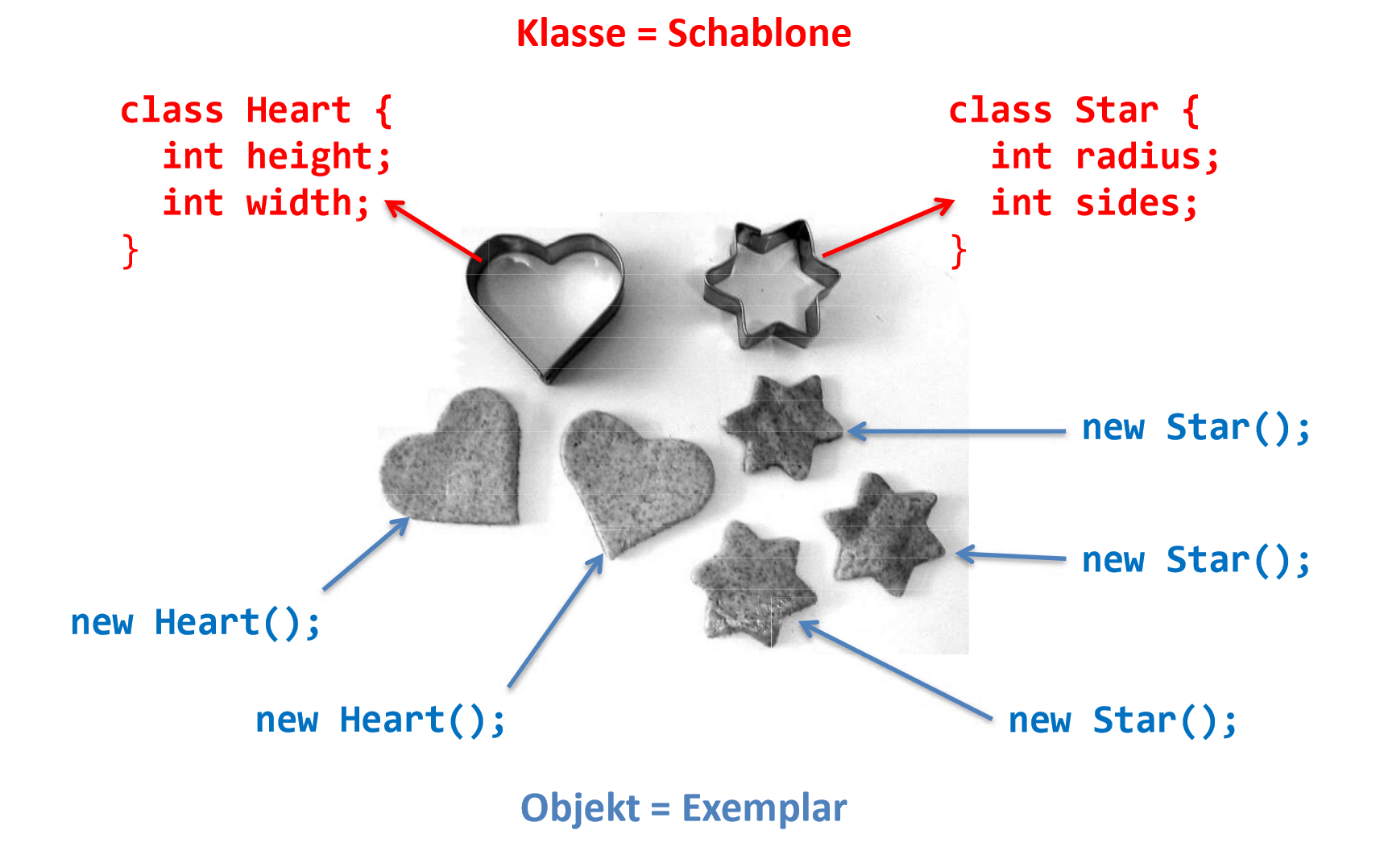 Klasse = Schablone
class Heart {
int height;
int width;
}
class Star {
int radius;
int sides;
}
new Star();
new Star();
new Heart();
new Heart();
new Star();
Objekt = Exemplar